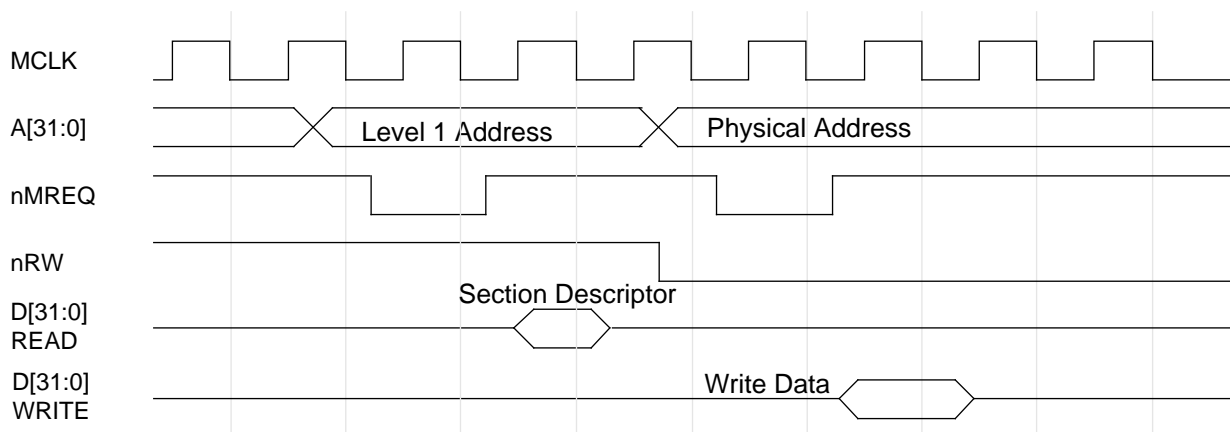 MCLK
A[31:0]
Level 1 Address
Physical Address
nMREQ
nRW
Section Descriptor
D[31:0]
READ
D[31:0]
WRITE
Write Data